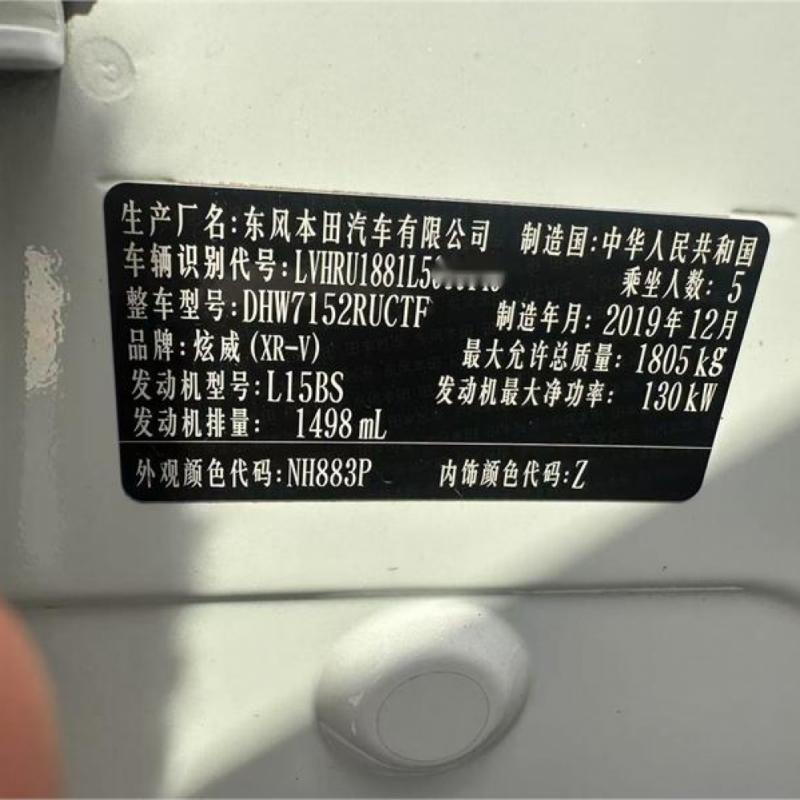 生产厂名:东风本田汽车有限公司 制造国:中华人民共和国
车辆识别代号:LVHRU1881L5 乘坐人数:5
整车型号:DHW7152RUCTF 制造年月:2019年12月
品牌:炫威(XR-V) 最大允许总质量:1805kg
发动机型号:L15BS 发动机最大净功率:130kW
发动机排量:1498mL
外观颜色代码:NH883P 内饰颜色代码:Z